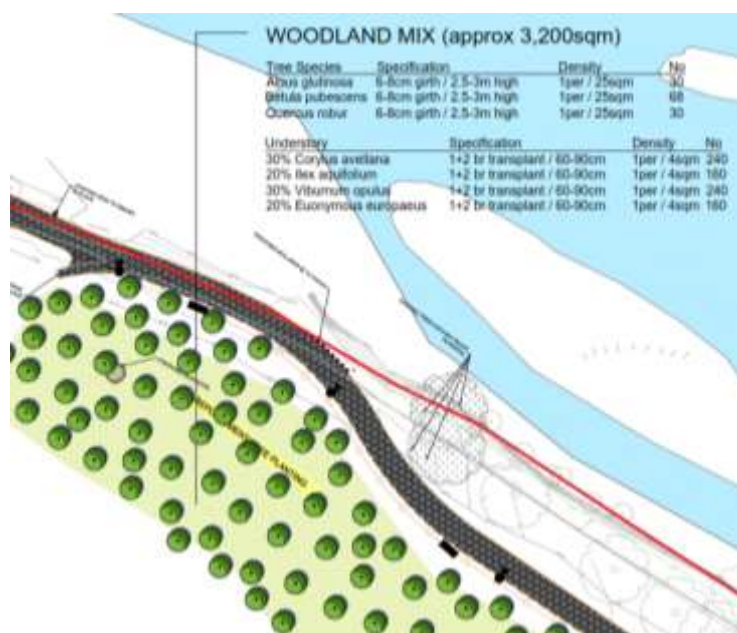 WOODLAND MIX (approx 3,200sqm)
Tree Species Specification Density No
Alnus glutinosa 6-8cm girth / 2.5-3m high 1per / 25sqm 30
Betula pubescens 6-8cm girth / 2.5-3m high 1per / 25sqm 68
Quercus robur 6-8cm girth / 2.5-3m high 1per / 25sqm 30
Understory Specification Density No
30% Corylus avellana 1+2 br transplant / 60-90cm 1per / 4sqm 240
20% Ilex aquifolium 1+2 br transplant / 60-90cm 1per / 4sqm 160
30% Viburnum opulus 1+2 br transplant / 60-90cm 1per / 4sqm 240
20% Euonymous europaeus 1+2 br transplant / 60-90cm 1per / 4sqm 160
PLANTING